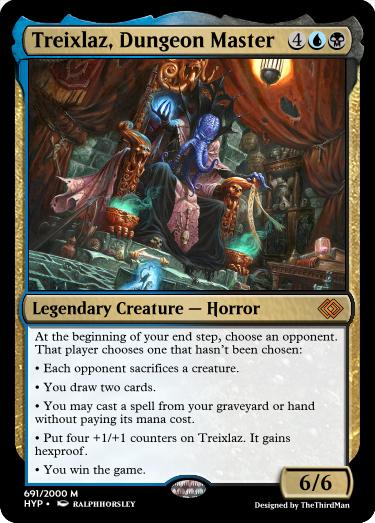 Treixlaz, Dungeon Master 4
Legendary Creature — Horror
At the beginning of your end step, choose an opponent.
That player chooses one that hasn't been chosen:
• Each opponent sacrifices a creature.
• You draw two cards.
• You may cast a spell from your graveyard or hand
without paying its mana cost.
• Put four +1/+1 counters on Treixlaz. It gains
hexproof.
• You win the game.
6/6
691/2000 M
HYP • RALPHHORSLEY
Designed by TheThirdMan